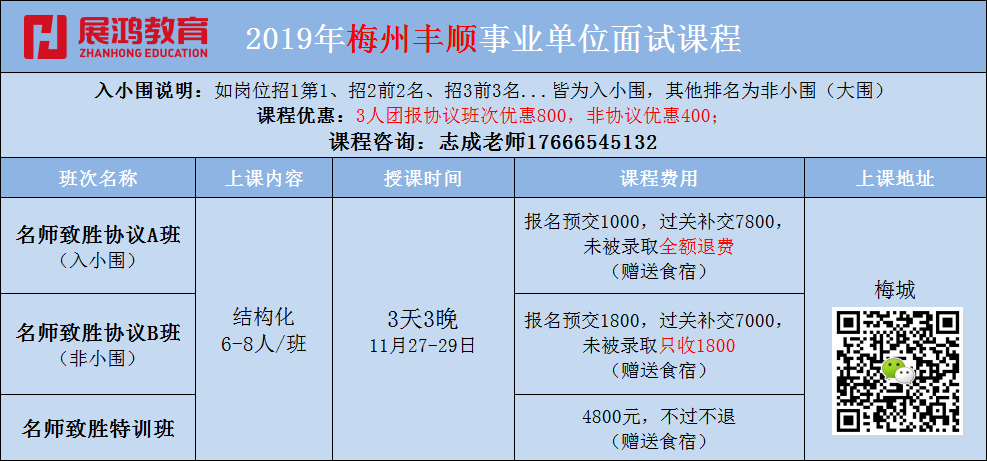 展鸿教育
ZHANHONG EDUCATION
2019年梅州丰顺事业单位面试课程
入小围说明：如岗位招1第1、招2前2名、招3前3名...皆为入小围，其他排名为非小围（大围）
课程优惠：3人团报协议班次优惠800，非协议优惠400；
课程咨询：志成老师17666545132
班次名称 上课内容 授课时间 课程费用 上课地址
名师致胜协议A班
（入小围）
报名预交1000，过关补交7800，
未被录取全额退费
（赠送食宿）
名师致胜协议B班
（非小围）
结构化
6-8人/班
3天3晚
11月27-29日
报名预交1800，过关补交7000，
未被录取只收1800
（赠送食宿）
梅城
名师致胜特训班
4800元，不过不退
（赠送食宿）